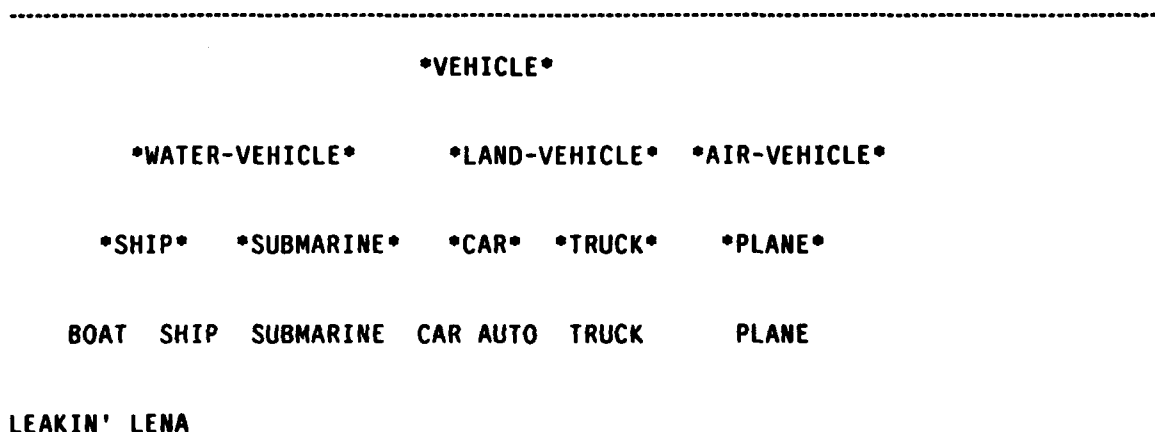 *VEHICLE*
*WATER-VEHICLE* *LAND-VEHICLE* *AIR-VEHICLE*
*SHIP* *SUBMARINE* *CAR* *TRUCK* *PLANE*
BOAT SHIP SUBMARINE CAR AUTO TRUCK PLANE
LEAKIN' LENA